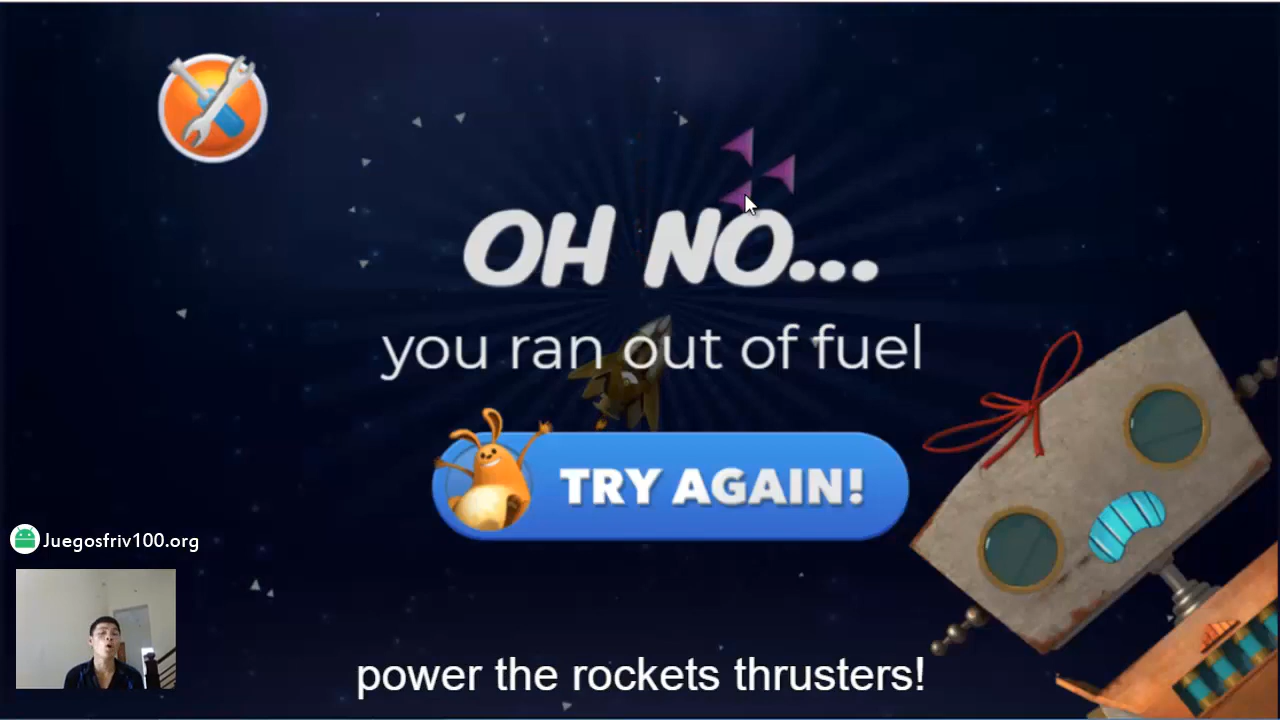 OH NO...
you ran out of fuel
TRY AGAIN!
Juegosfriv100.org
power the rockets thrusters!